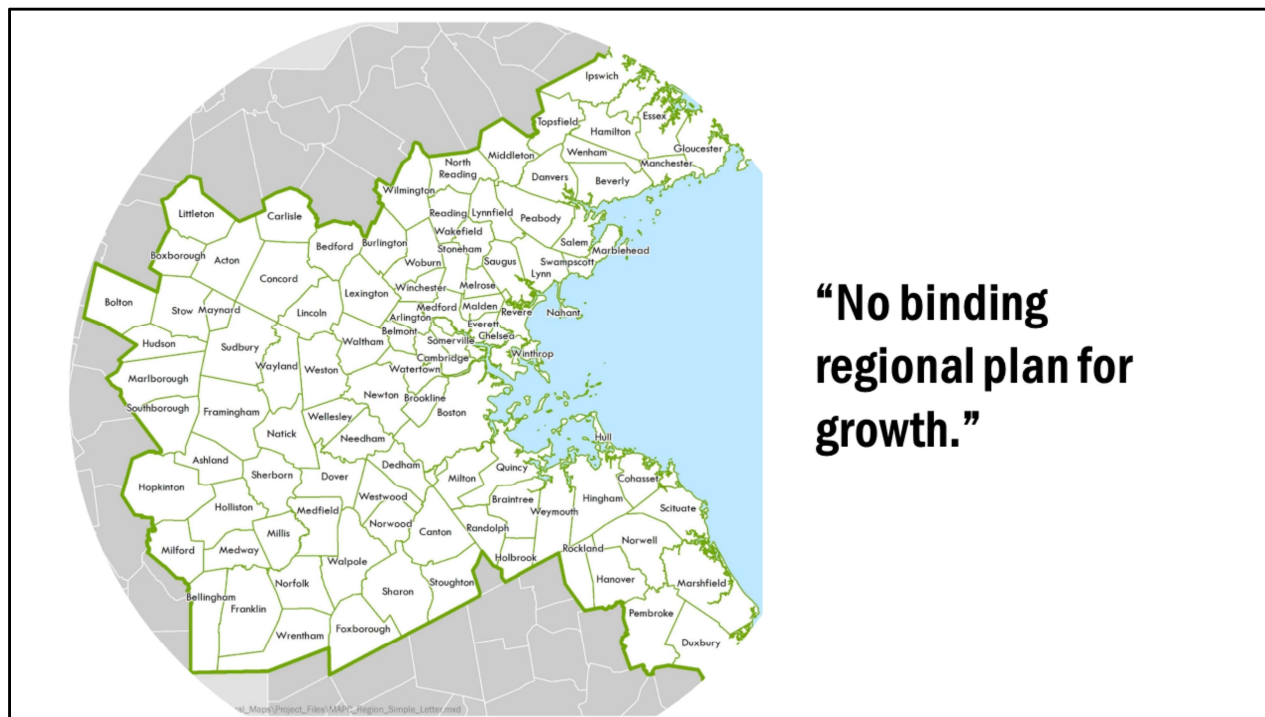 Ipswich
Topsfield
Essex
Hamilton
Gloucester
Middleton
Wenham
Manchester
North
Reading
Danvers
Beverly
Wilmington
Littleton
Carlisle
Reading
Lynnfield
Peabody
Wakefield
Salem
Boxborough
Acton
Bedford
Burlington
Stoneham
Marblehead
Concord
Woburn
Saugus
Swampscott
Lynn
Bolton
Lexington
Winchester
Melrose
Stow
Maynard
Lincoln
Medford
Malden
Revere
Nahant
Arlington
Everett
Belmont
Chelsea
Hudson
Sudbury
Waltham
Somerville
Winthrop
Cambridge
Wayland
Weston
Watertown
Marlborough
Newton
Brookline
Southborough
Framingham
Wellesley
Boston
Natick
Needham
Hull
Ashland
Dedham
Quincy
Hopkinton
Sherborn
Dover
Milton
Cohasset
Westwood
Braintree
Hingham
Holliston
Medfield
Weymouth
Scituate
Norwood
Randolph
Millis
Canton
Norwell
Milford
Medway
Walpole
Holbrook
Rockland
Norfolk
Stoughton
Hanover
Marshfield
Bellingham
Franklin
Sharon
Pembroke
Wrentham
Foxborough
Duxbury
al_Maps\Project_Files\MAPC_Region_Simple_Letter.mxd
“No binding
regional plan for
growth.”